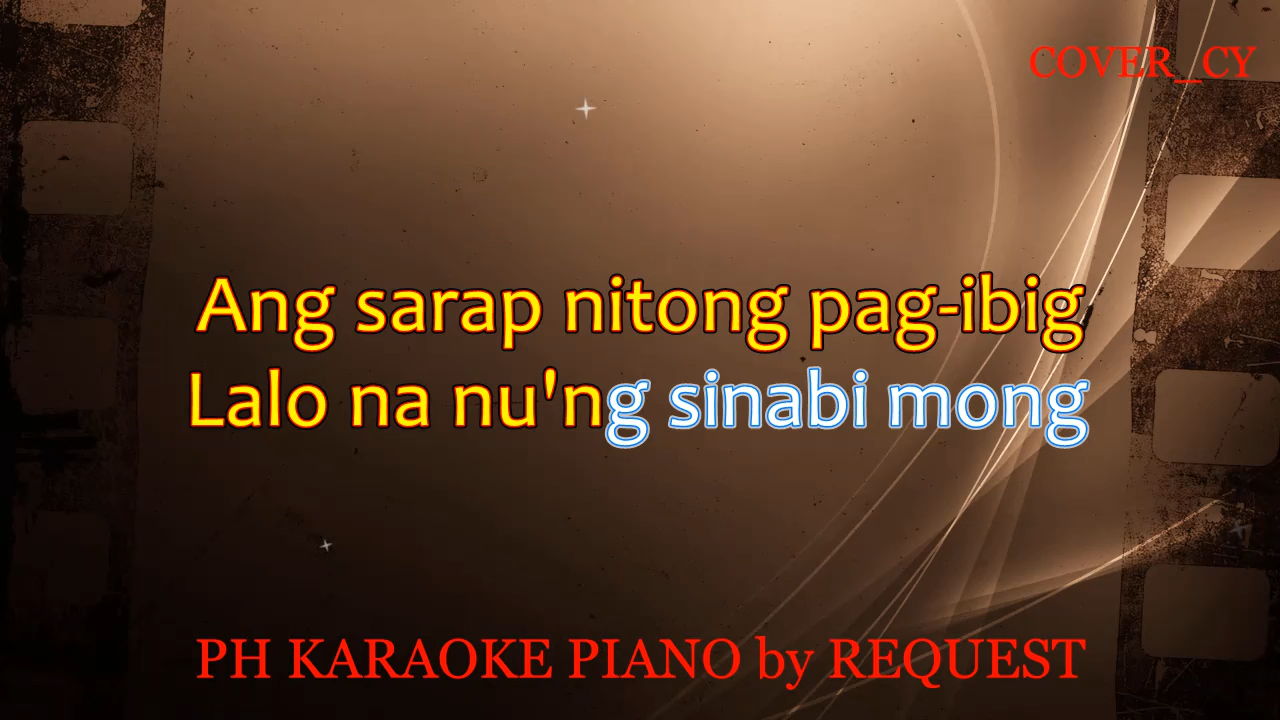 COVER_CY
Ang sarap nitong pag-ibig
Lalo na nu'ng sinabi mong
PH KARAOKE PIANO by REQUEST